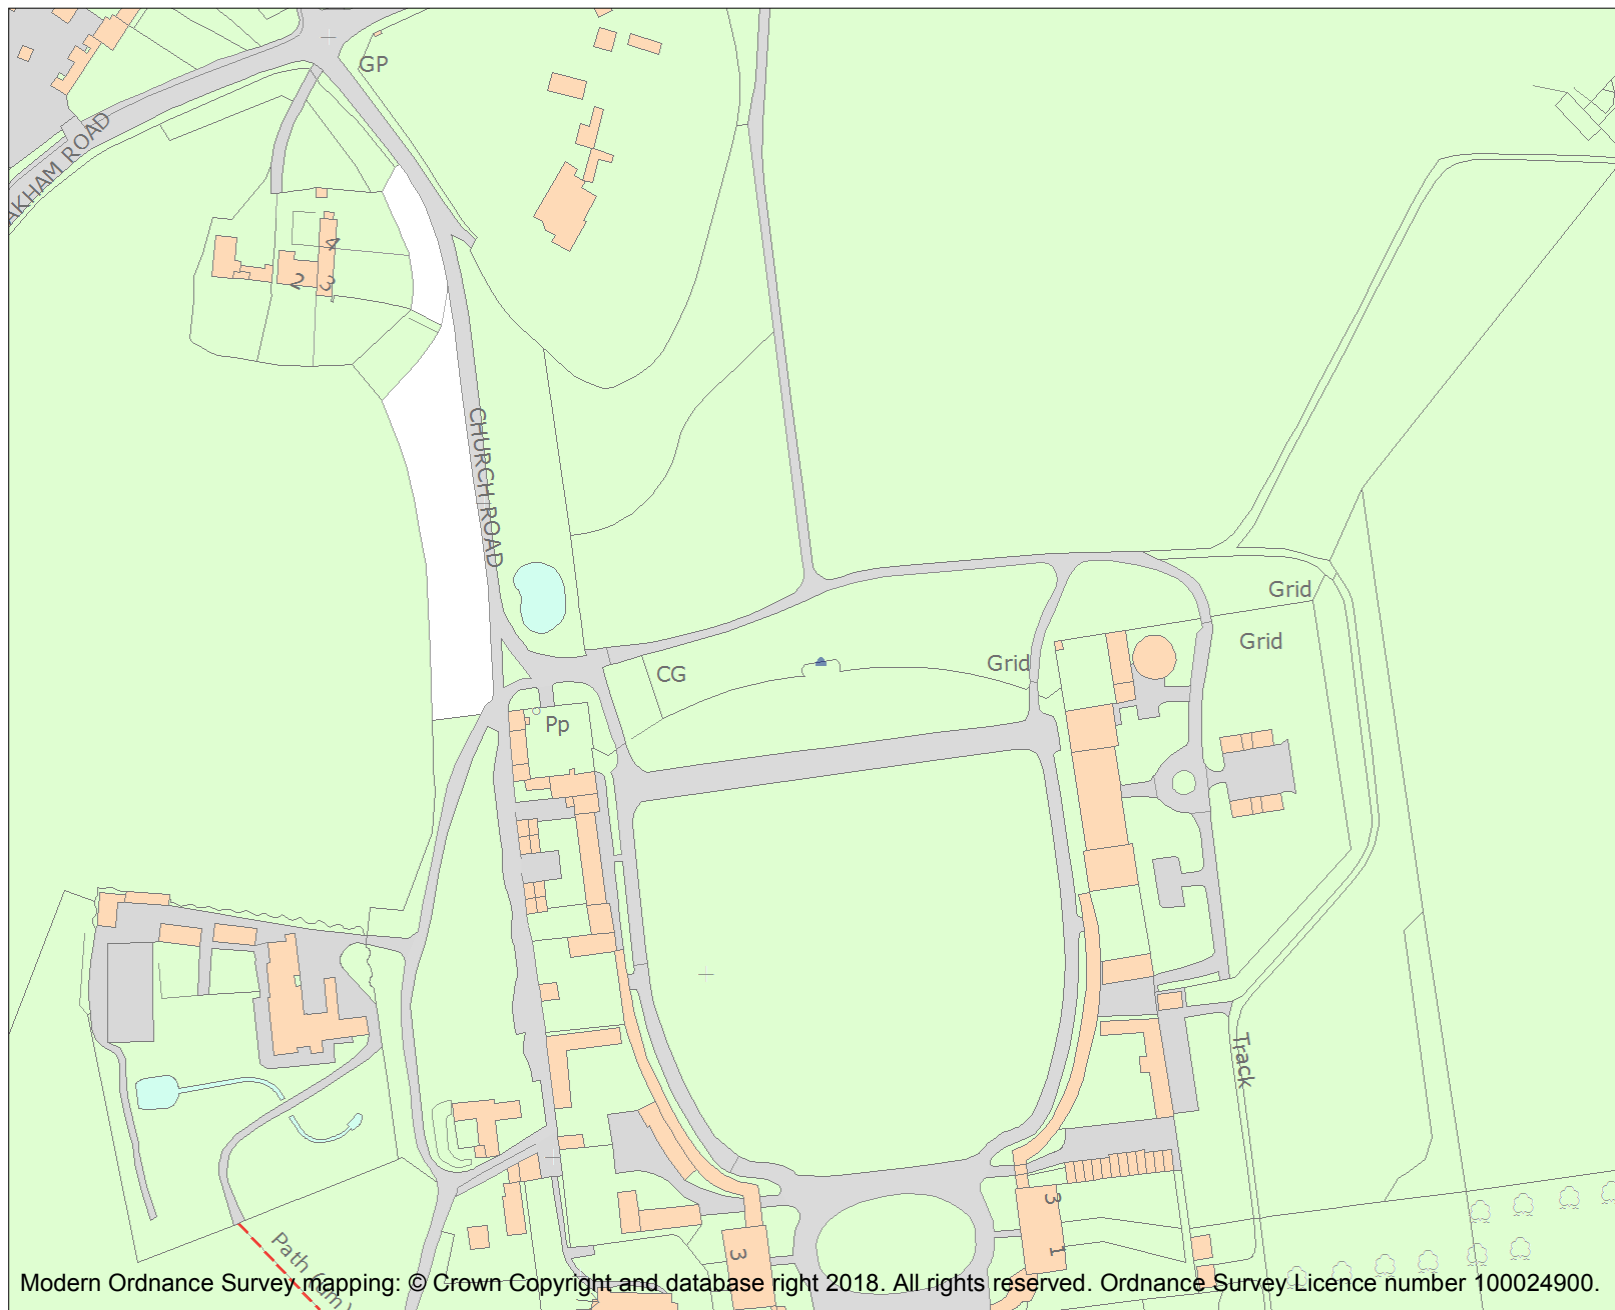 GP
AKHAM ROAD
4
2
3
CHURCH ROAD
Grid
Grid
Grid
CG
Pp
Track
3
1
3
Path (um)
Modern Ordnance Survey mapping: © Crown Copyright and database right 2018. All rights reserved. Ordnance Survey Licence number 100024900.